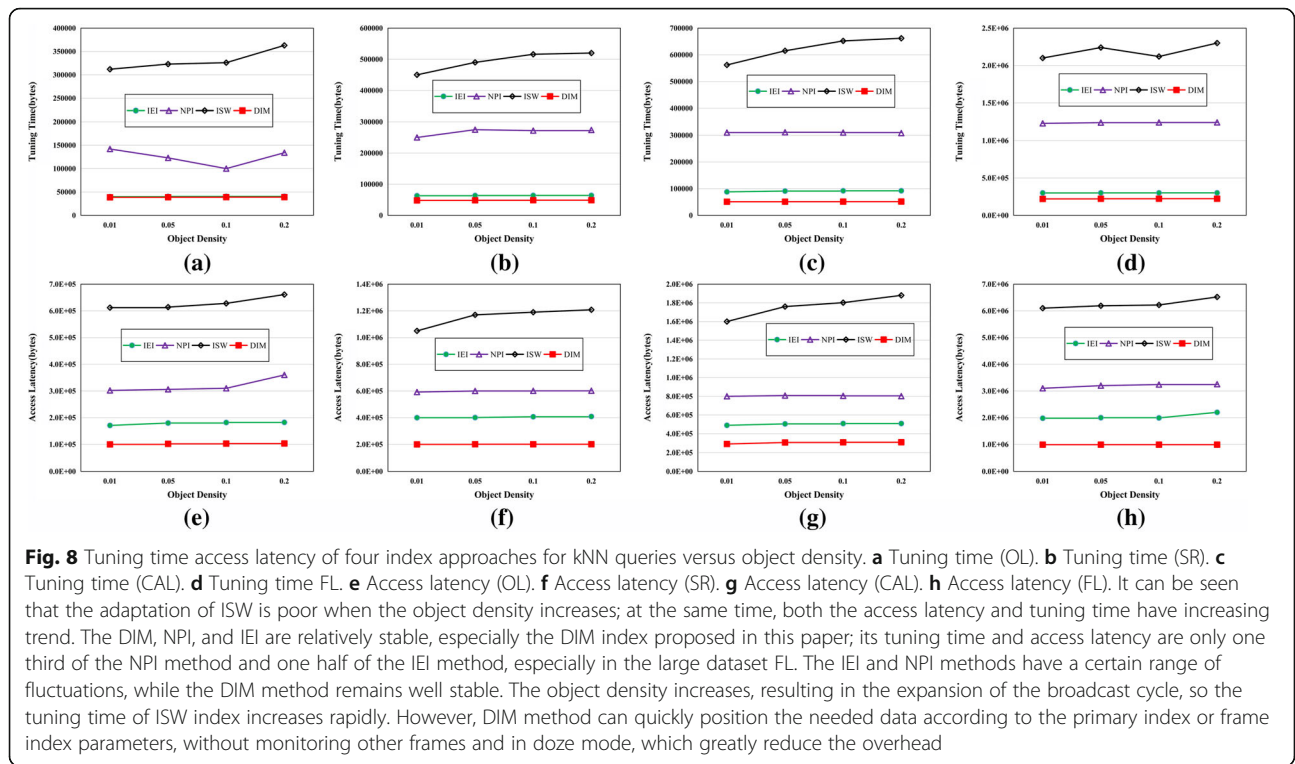 400000
350000
300000
250000
200000
150000
100000
50000
0
Tuning Time(bytes)
IEI NPI ISW DIM
0.01 0.05 0.1 0.2
Object Density
(a)
600000
500000
400000
300000
200000
100000
0
Tuning Time(bytes)
IEI NPI ISW DIM
0.01 0.05 0.1 0.2
Object Density
(b)
700000
600000
500000
400000
300000
200000
100000
0
Tuning Time(bytes)
IEI NPI ISW DIM
0.01 0.05 0.1 0.2
Object Density
(c)
2.5E+06
2.0E+06
1.5E+06
1.0E+06
5.0E+05
0.0E+00
Tuning Time(bytes)
IEI NPI ISW DIM
0.01 0.05 0.1 0.2
Object Density
(d)
7.0E+05
6.0E+05
5.0E+05
4.0E+05
3.0E+05
2.0E+05
1.0E+05
0.0E+00
Access Latency(bytes)
IEI NPI ISW DIM
0.01 0.05 0.1 0.2
Object Density
(e)
1.4E+06
1.2E+06
1.0E+06
8.0E+05
6.0E+05
4.0E+05
2.0E+05
0.0E+00
Access Latency(bytes)
IEI NPI ISW DIM
0.01 0.05 0.1 0.2
Object Density
(f)
2.0E+06
1.8E+06
1.6E+06
1.4E+06
1.2E+06
1.0E+06
8.0E+05
6.0E+05
4.0E+05
2.0E+05
0.0E+00
Access Latency(bytes)
IEI NPI ISW DIM
0.01 0.05 0.1 0.2
Object Density
(g)
7.0E+06
6.0E+06
5.0E+06
4.0E+06
3.0E+06
2.0E+06
1.0E+06
0.0E+00
Access Latency(bytes)
IEI NPI ISW DIM
0.01 0.05 0.1 0.2
Object Density
(h)
Fig. 8 Tuning time access latency of four index approaches for kNN queries versus object density. a Tuning time (OL). b Tuning time (SR). c
Tuning time (CAL). d Tuning time FL. e Access latency (OL). f Access latency (SR). g Access latency (CAL). h Access latency (FL). It can be seen
that the adaptation of ISW is poor when the object density increases; at the same time, both the access latency and tuning time have increasing
trend. The DIM, NPI, and IEI are relatively stable, especially the DIM index proposed in this paper; its tuning time and access latency are only one
third of the NPI method and one half of the IEI method, especially in the large dataset FL. The IEI and NPI methods have a certain range of
fluctuations, while the DIM method remains well stable. The object density increases, resulting in the expansion of the broadcast cycle, so the
tuning time of ISW index increases rapidly. However, DIM method can quickly position the needed data according to the primary index or frame
index parameters, without monitoring other frames and in doze mode, which greatly reduce the overhead